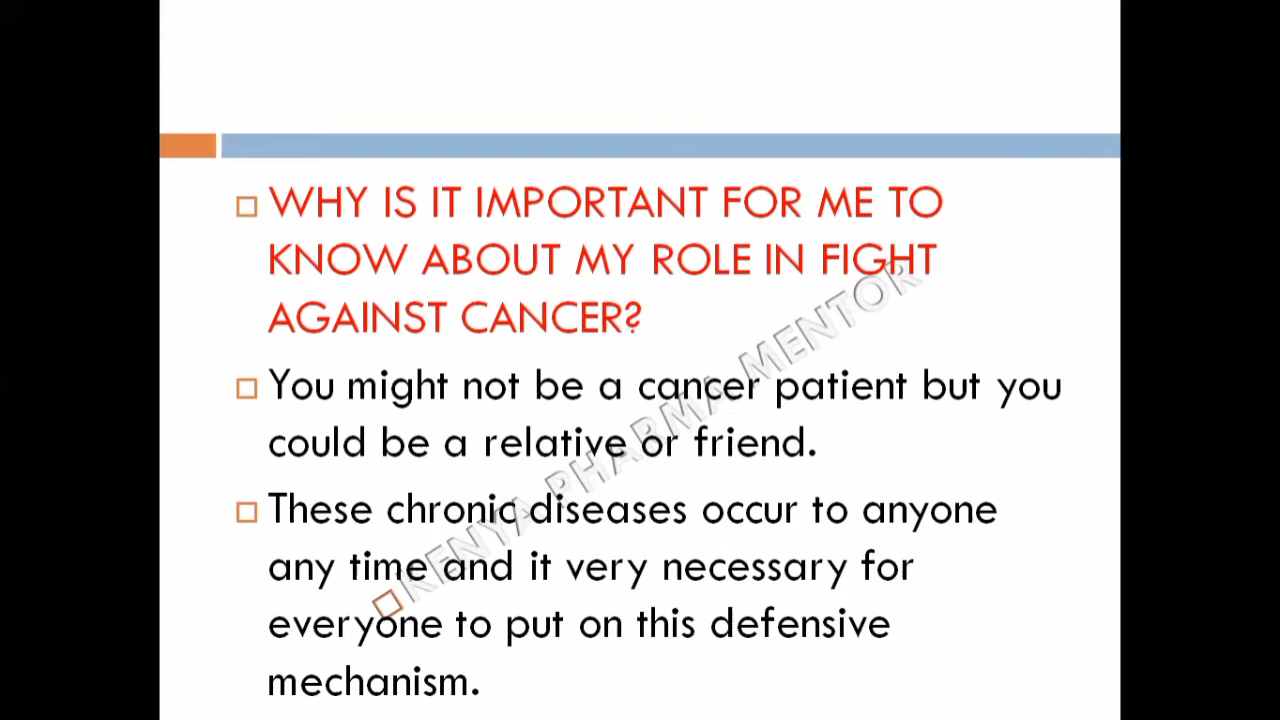 WHY IS IT IMPORTANT FOR ME TO
KNOW ABOUT MY ROLE IN FIGHT
AGAINST CANCER?
You might not be a cancer patient but you
could be a relative or friend.
These chronic diseases occur to anyone
any time and it very necessary for
everyone to put on this defensive
mechanism.
KENYA PHARMA MENTOR